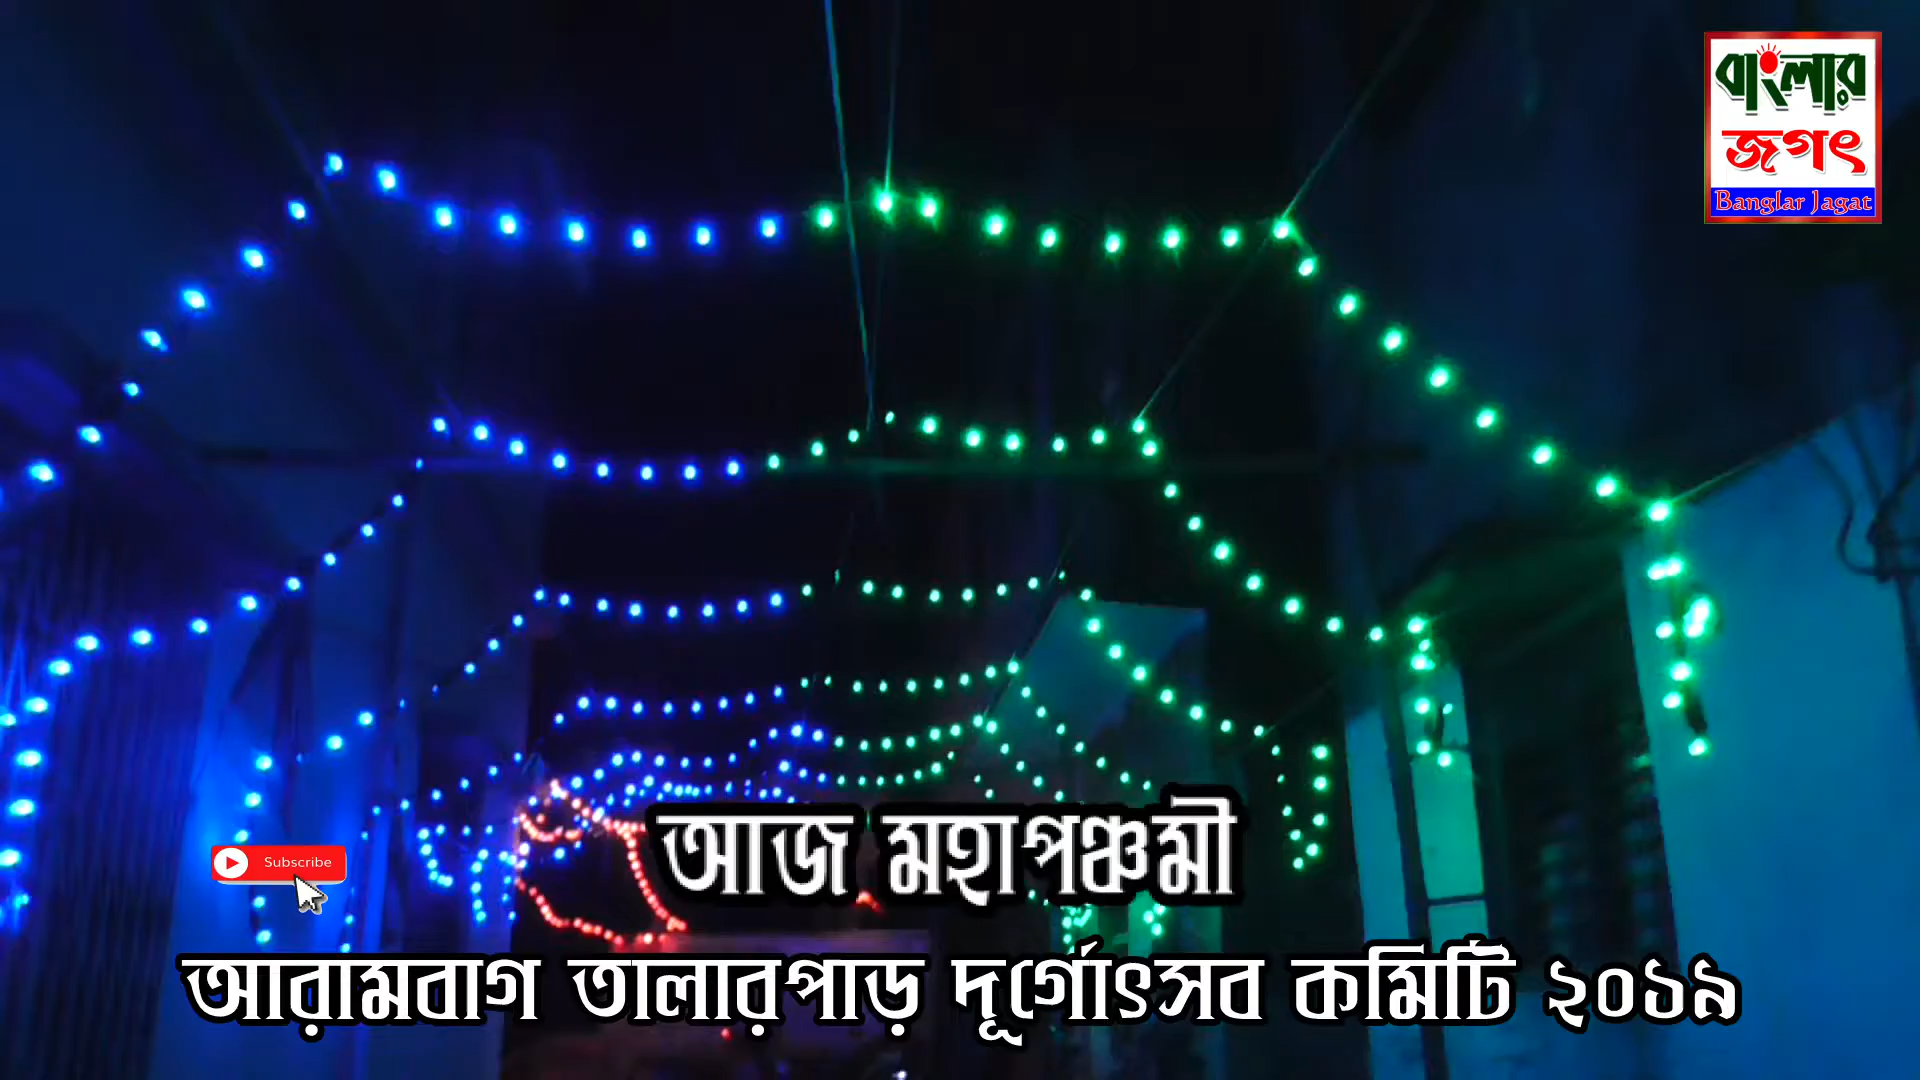 বাংলার
জগৎ
Banglar Jagat
আজ মহাপঞ্চমী
Subscribe
আরামবাগ তালারপাড় দূর্গোৎসব কমিটি ২০১৯